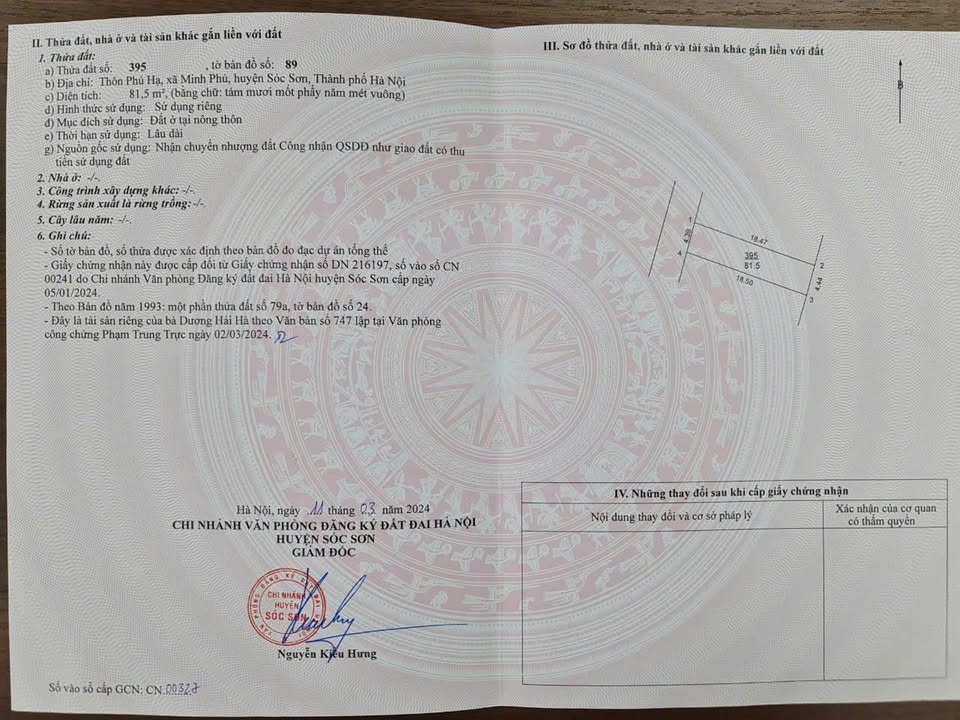 II. Thửa đất, nhà ở và tài sản khác gắn liền với đất
1. Thửa đất:
a) Thửa đất số: 395 , tờ bản đồ số: 89
b) Địa chỉ: Thôn Phú Hạ, xã Minh Phú, huyện Sóc Sơn, Thành phố Hà Nội
c) Diện tích: 81,5 m², (bằng chữ: tám mươi mốt phẩy năm mét vuông)
d) Hình thức sử dụng: Sử dụng riêng
đ) Mục đích sử dụng: Đất ở tại nông thôn
e) Thời hạn sử dụng: Lâu dài
g) Nguồn gốc sử dụng: Nhận chuyển nhượng đất Công nhận QSDĐ như giao đất có thu
tiền sử dụng đất
2. Nhà ở: -/-.
3. Công trình xây dựng khác: -/-.
4. Rừng sản xuất là rừng trồng: -/-.
5. Cây lâu năm: -/-.
6. Ghi chú:
- Số tờ bản đồ, số thửa được xác định theo bản đồ đo đạc dự án tổng thể
- Giấy chứng nhận này được cấp đổi từ Giấy chứng nhận số DN 216197, số vào sổ CN
00241 do Chi nhánh Văn phòng Đăng ký đất đai Hà Nội huyện Sóc Sơn cấp ngày
05/01/2024.
- Theo Bản đồ năm 1993: một phần thửa đất số 79a, tờ bản đồ số 24.
- Đây là tài sản riêng của bà Dương Hải Hà theo Văn bản số 747 lập tại Văn phòng
công chứng Phạm Trung Trực ngày 02/03/2024.
Hà Nội, ngày 11 tháng 03 năm 2024
CHI NHÁNH VĂN PHÒNG ĐĂNG KÝ ĐẤT ĐAI HÀ NỘI
HUYỆN SÓC SƠN
GIÁM ĐỐC
VĂN PHÒNG ĐĂNG KÝ ĐẤT ĐAI HÀ NỘI
CHI NHÁNH
HUYỆN
SÓC SƠN
Nguyễn Kiều Hưng
Số vào sổ cấp GCN: CN.00327
III. Sơ đồ thửa đất, nhà ở và tài sản khác gắn liền với đất
B
1
18.47
2
4.39
395
81.5
4.44
4
18.50
3
IV. Những thay đổi sau khi cấp giấy chứng nhận
Nội dung thay đổi và cơ sở pháp lý
Xác nhận của cơ quan
có thẩm quyền